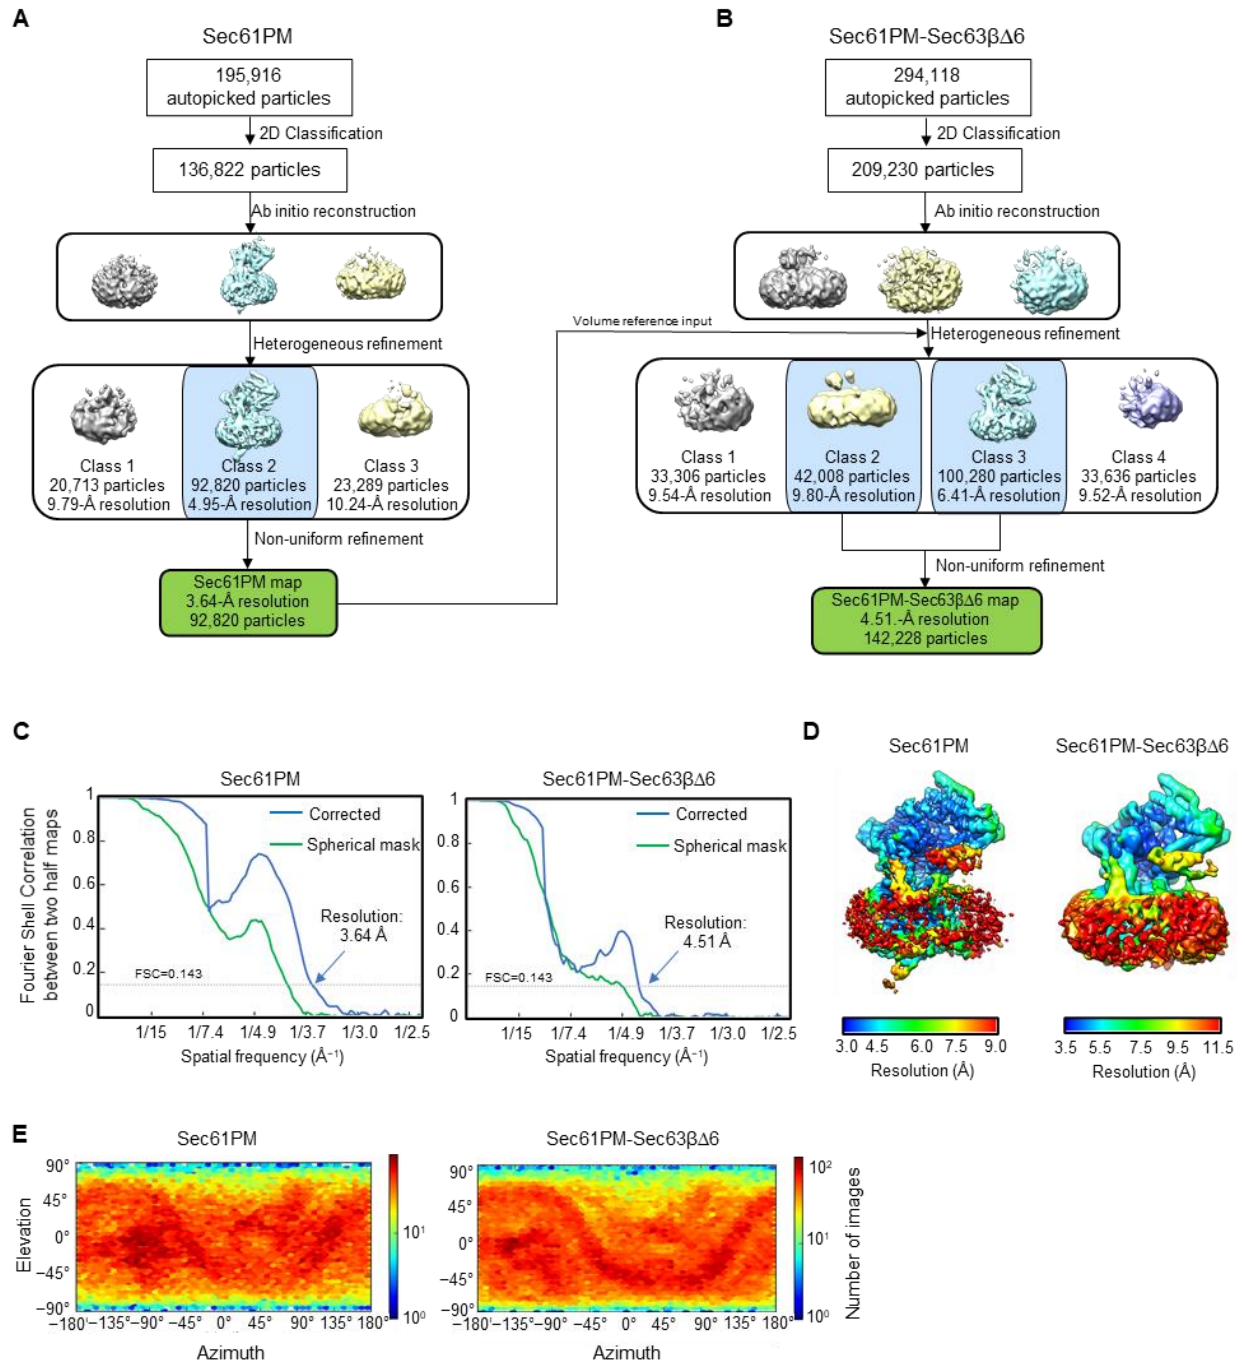 A
Sec61PM
195,916
autopicked particles
2D Classification
136,822 particles
Ab initio reconstruction
Heterogeneous refinement
Class 1
20,713 particles
9.79-Å resolution
Class 2
92,820 particles
4.95-Å resolution
Class 3
23,289 particles
10.24-Å resolution
Non-uniform refinement
Sec61PM map
3.64-Å resolution
92,820 particles
Volume reference input
B
Sec61PM-Sec63βΔ6
294,118
autopicked particles
2D Classification
209,230 particles
Ab initio reconstruction
Heterogeneous refinement
Class 1
33,306 particles
9.54-Å resolution
Class 2
42,008 particles
9.80-Å resolution
Class 3
100,280 particles
6.41-Å resolution
Class 4
33,636 particles
9.52-Å resolution
Non-uniform refinement
Sec61PM-Sec63βΔ6 map
4.51.-Å resolution
142,228 particles
C
Sec61PM
Fourier Shell Correlation
between two half maps
1
0.8
0.6
0.4
0.2
0
Corrected
Spherical mask
Resolution:
3.64 Å
FSC=0.143
1/15 1/7.4 1/4.9 1/3.7 1/3.0 1/2.5
Spatial frequency (Å⁻¹)
Sec61PM-Sec63βΔ6
1
0.8
0.6
0.4
0.2
0
Corrected
Spherical mask
Resolution:
4.51 Å
FSC=0.143
1/15 1/7.4 1/4.9 1/3.7 1/3.0 1/2.5
Spatial frequency (Å⁻¹)
D
Sec61PM
3.0 4.5 6.0 7.5 9.0
Resolution (Å)
Sec61PM-Sec63βΔ6
3.5 5.5 7.5 9.5 11.5
Resolution (Å)
E
Sec61PM
Elevation
90°
45°
0°
−45°
−90°
−180° −135° −90° −45° 0° 45° 90° 135° 180°
Azimuth
10¹
10⁰
Sec61PM-Sec63βΔ6
90°
45°
0°
−45°
−90°
−180° −135° −90° −45° 0° 45° 90° 135° 180°
Azimuth
10²
10¹
10⁰
Number of images